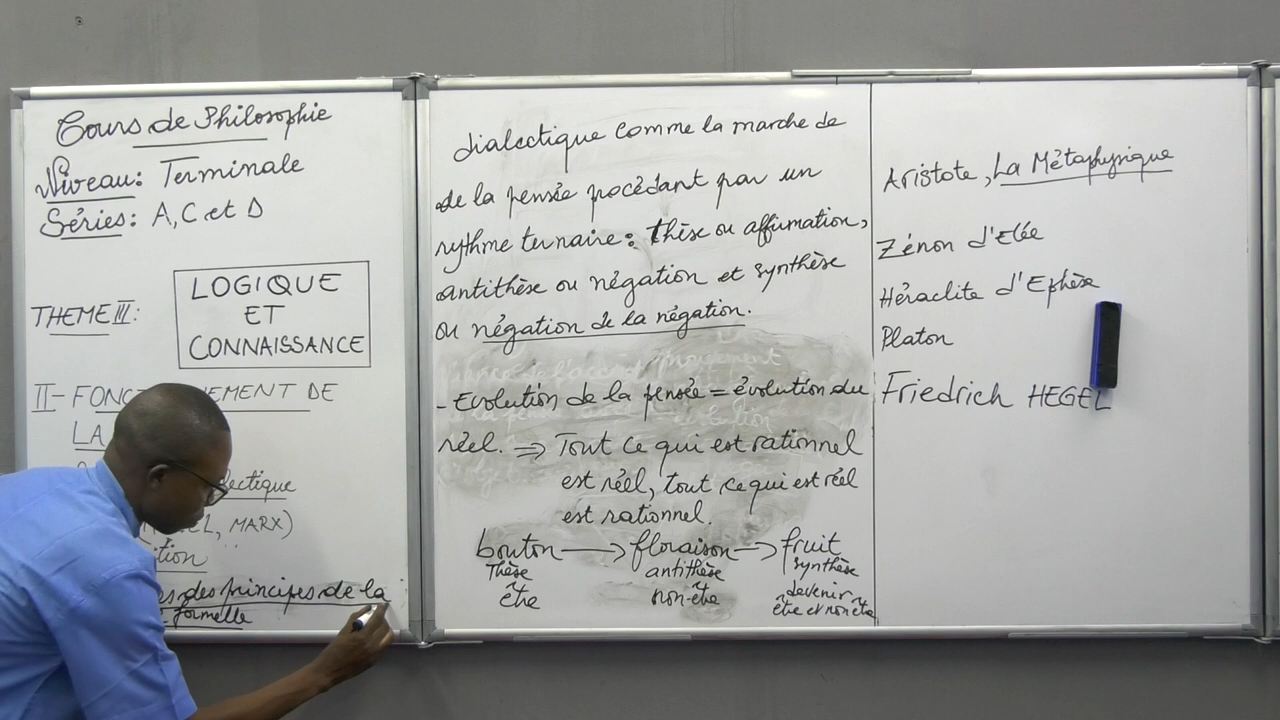 Cours de Philosophie
Niveau: Terminale
Séries: A, C et D
THEME III:
LOGIQUE
ET
CONNAISSANCE
II- FONC EMENT DE
LA
lectique
L, MARX)
ition
es des principes de la
formelle
dialectique comme la marche de
de la pensée procédant par un
rythme ternaire: thèse ou affirmation,
antithèse ou négation et synthèse
ou négation de la négation.
- Evolution de la pensée = évolution du
réel. => Tout ce qui est rationnel
est réel, tout ce qui est réel
est rationnel.
bouton → floraison → fruit
Thèse antithèse synthèse
être non-être devenir
être et non être
Aristote, La Métaphysique
Zénon d'Elée
Héraclite d'Ephèse
Platon
Friedrich HEGEL